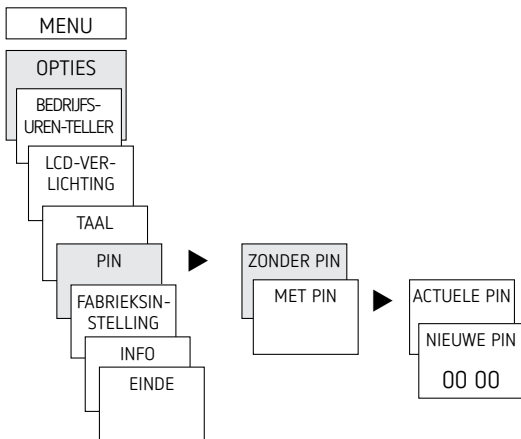 MENU
OPTIES
BEDRIJFS-
UREN-TELLER
LCD-VER-
LICHTING
TAAL
PIN
FABRIEKSIN-
STELLING
INFO
EINDE
ZONDER PIN
MET PIN
ACTUELE PIN
NIEUWE PIN
00 00